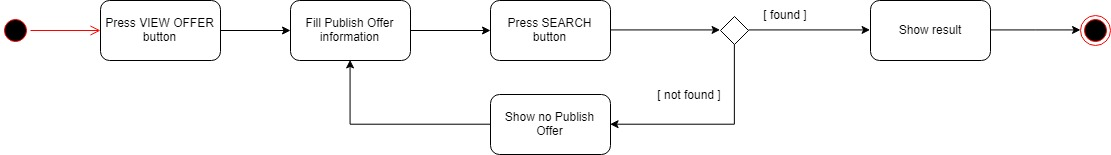 Press VIEW OFFER
button
Fill Publish Offer
information
Press SEARCH
button
[ found ]
Show result
[ not found ]
Show no Publish
Offer